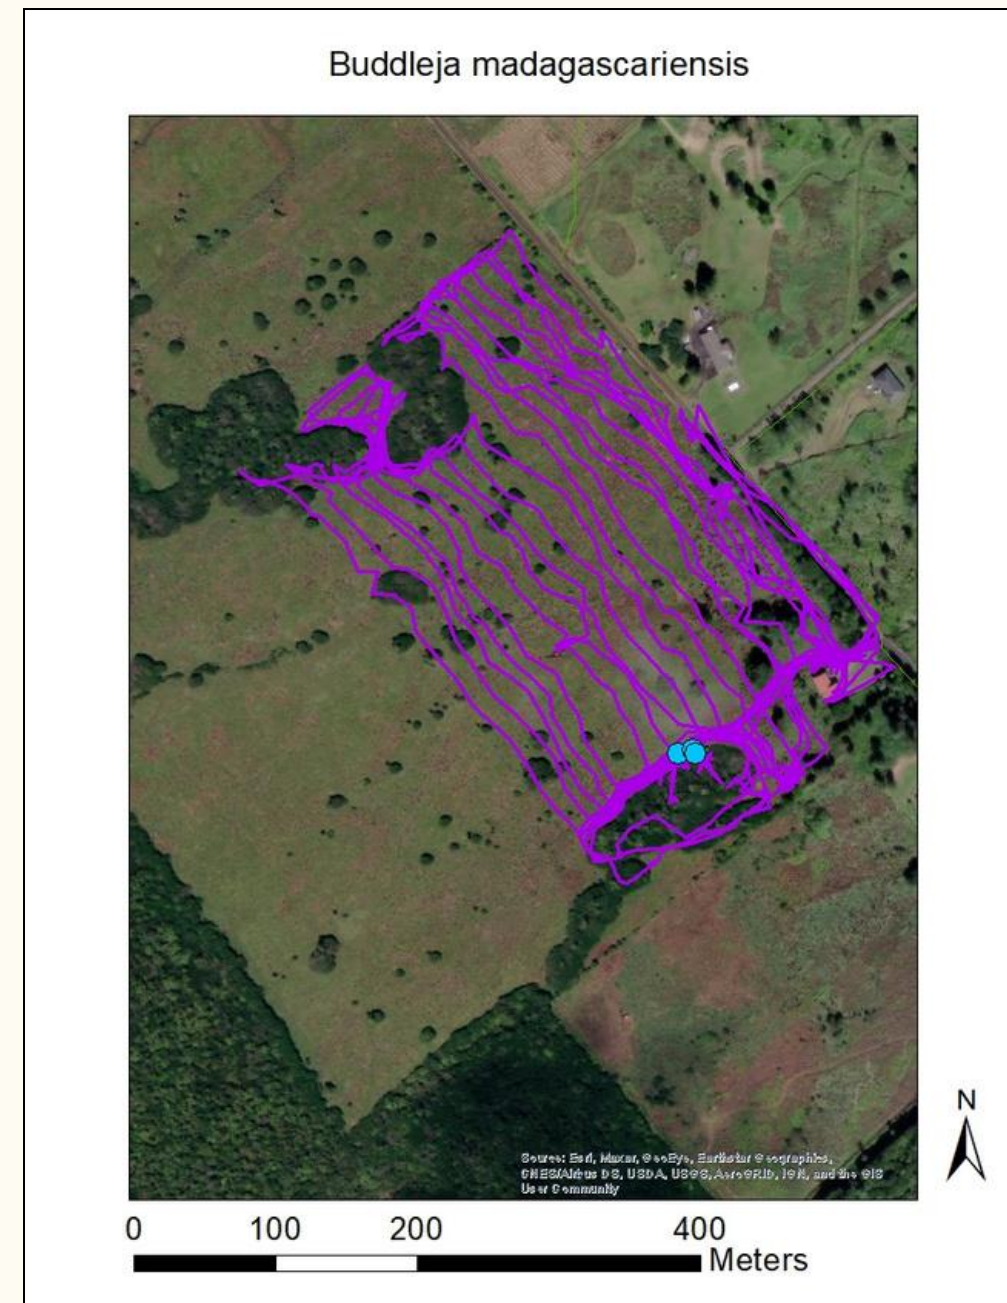 Buddleja madagascariensis
Source: Esri, Maxar, GeoEye, Earthstar Geographics,
CNES/Airbus DS, USDA, USGS, AeroGRID, IGN, and the GIS
User Community
N
0 100 200 400
Meters